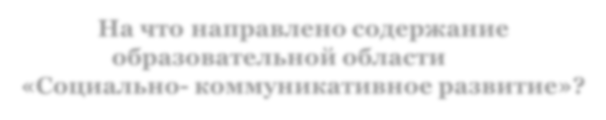 На что направлено содержание
образовательной области
«Социально- коммуникативное развитие»?